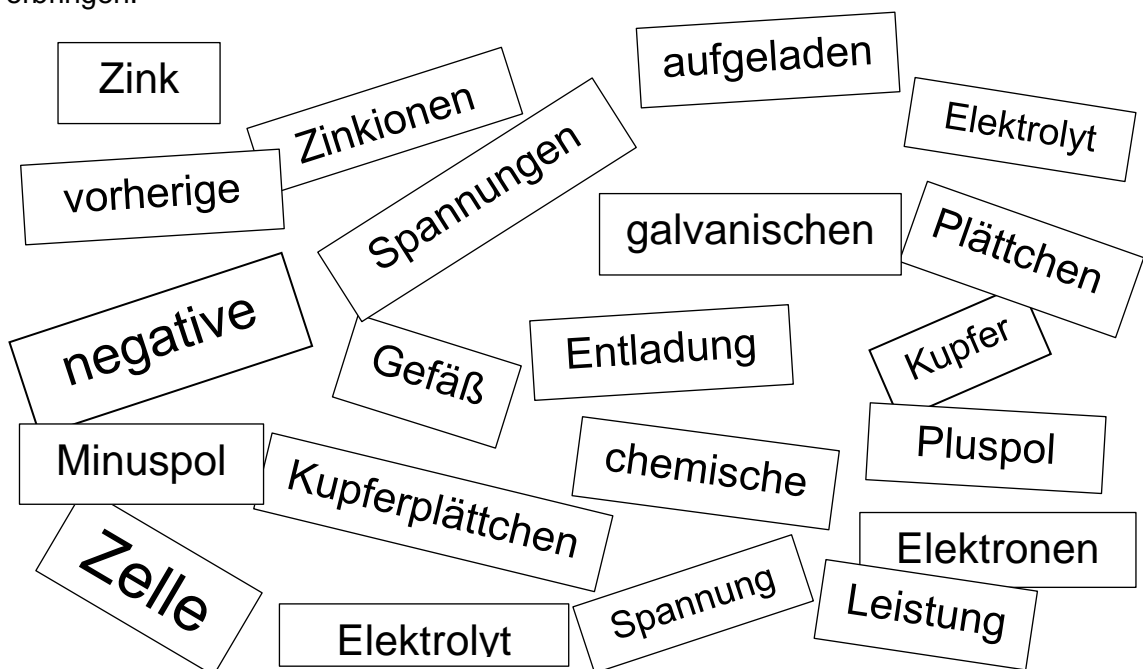 erbringen.
Zink
Zinkionen
aufgeladen
Elektrolyt
vorherige
Spannungen
galvanischen
Plättchen
negative
Gefäß
Entladung
Kupfer
Minuspol
Kupferplättchen
chemische
Pluspol
Zelle
Elektrolyt
Spannung
Elektronen
Leistung